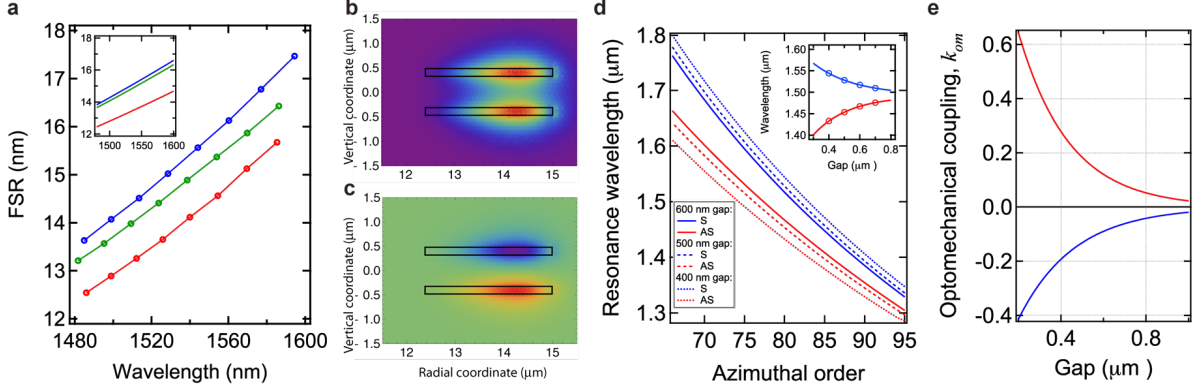 a
FSR (nm)
18
17
16
15
14
13
12
1480
1520
1560
1600
Wavelength (nm)
18
16
14
12
1500
1550
1600
b
Vertical coordinate (μm)
1.5
1.0
0.5
0.0
- 0.5
- 1.0
- 1.5
12
13
14
15
c
Vertical coordinate (μm)
1.5
1.0
0.5
0.0
- 0.5
- 1.0
- 1.5
12
13
14
15
Radial coordinate (μm)
d
Resonance wavelength (μm)
1.8
1.7
1.6
1.5
1.4
1.3
70
75
80
85
90
95
Azimuthal order
Wavelength (μm)
1.60
1.55
1.50
1.45
1.40
0.4
0.6
0.8
Gap (μm )
600 nm gap:
S
AS
500 nm gap:
S
AS
400 nm gap:
S
AS
e
Optomechanical coupling, kom
0.6
0.4
0.2
0.0
-0.2
-0.4
0.4
0.8
Gap (μm )